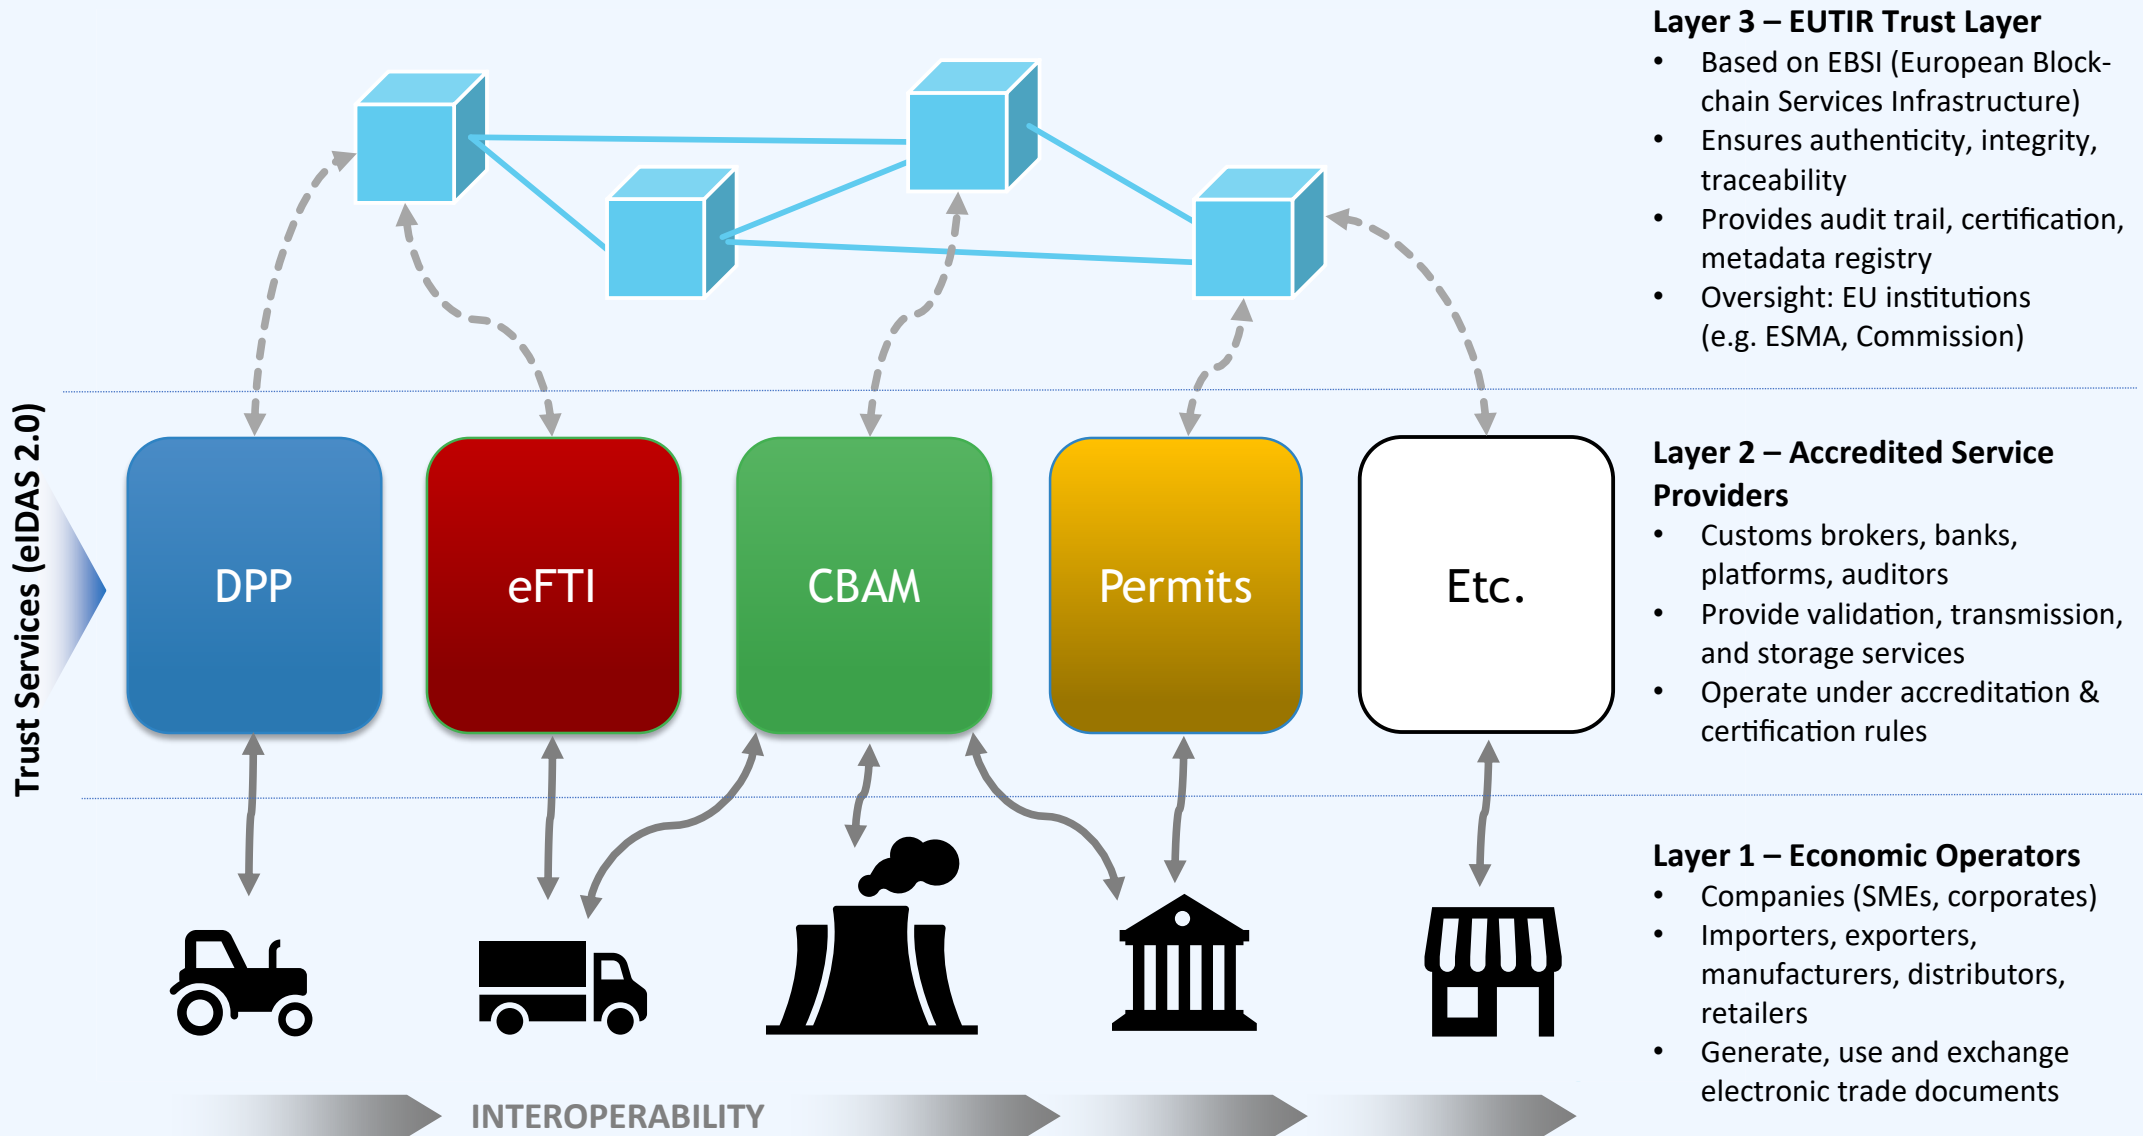 Layer 3 – EUTIR Trust Layer
• Based on EBSI (European Block-
chain Services Infrastructure)
• Ensures authenticity, integrity,
traceability
• Provides audit trail, certification,
metadata registry
• Oversight: EU institutions
(e.g. ESMA, Commission)
Trust Services (eIDAS 2.0)
DPP
eFTI
CBAM
Permits
Etc.
Layer 2 – Accredited Service
Providers
• Customs brokers, banks,
platforms, auditors
• Provide validation, transmission,
and storage services
• Operate under accreditation &
certification rules
Layer 1 – Economic Operators
• Companies (SMEs, corporates)
• Importers, exporters,
manufacturers, distributors,
retailers
• Generate, use and exchange
electronic trade documents
INTEROPERABILITY